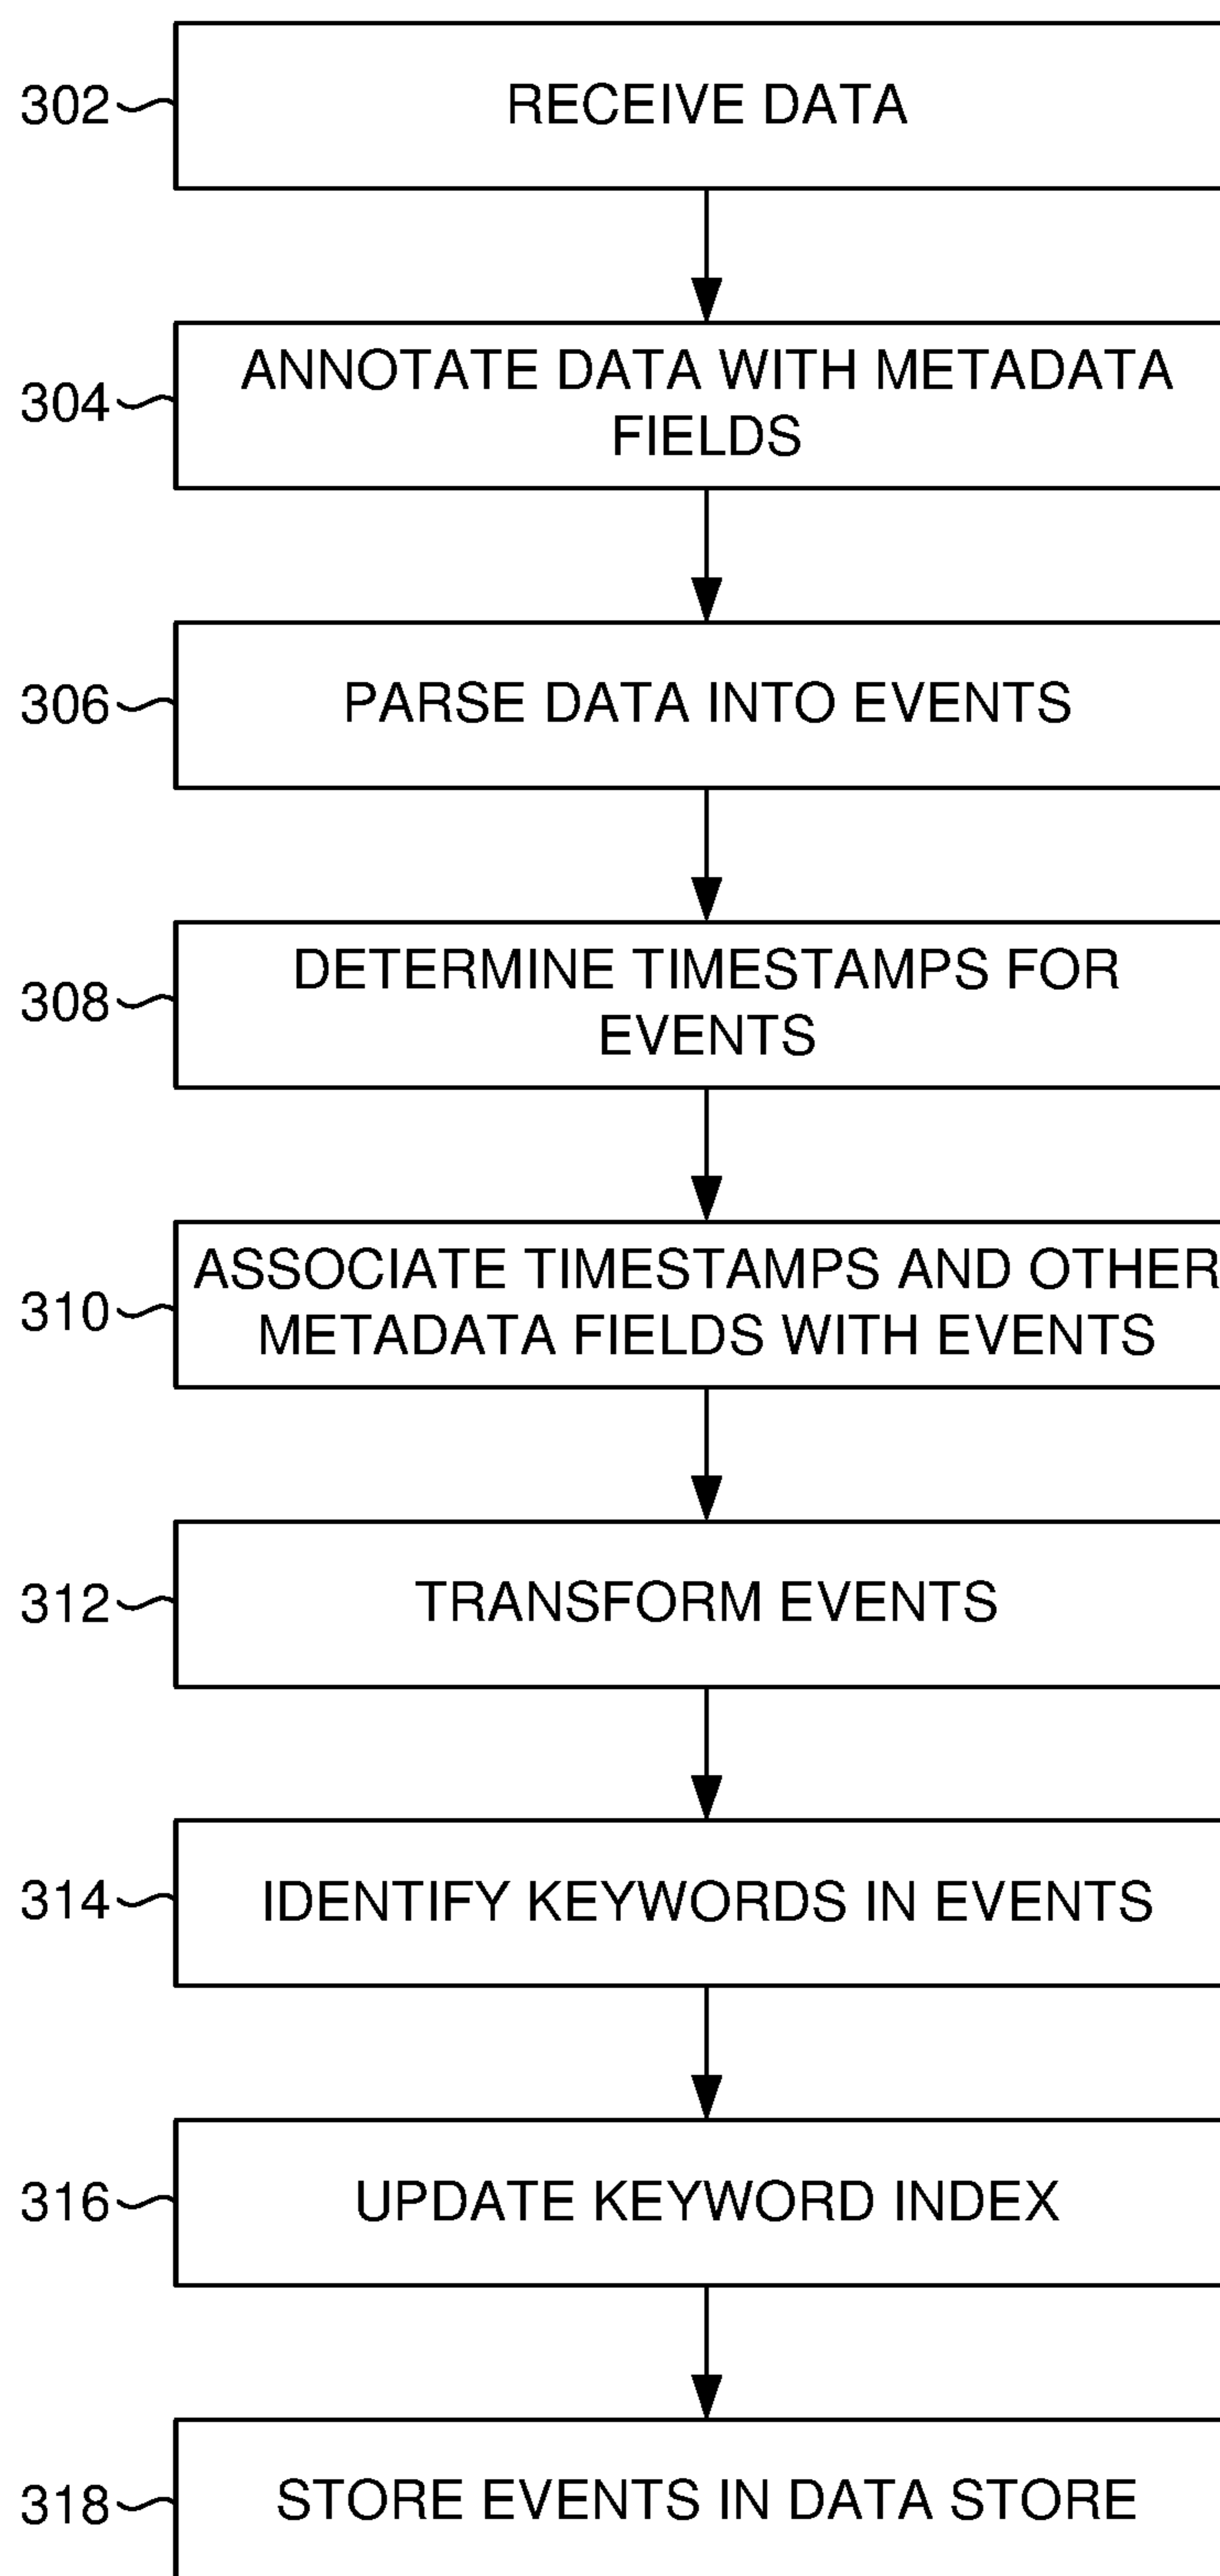 302
RECEIVE DATA
304
ANNOTATE DATA WITH METADATA
FIELDS
306
PARSE DATA INTO EVENTS
308
DETERMINE TIMESTAMPS FOR
EVENTS
310
ASSOCIATE TIMESTAMPS AND OTHER
METADATA FIELDS WITH EVENTS
312
TRANSFORM EVENTS
314
IDENTIFY KEYWORDS IN EVENTS
316
UPDATE KEYWORD INDEX
318
STORE EVENTS IN DATA STORE